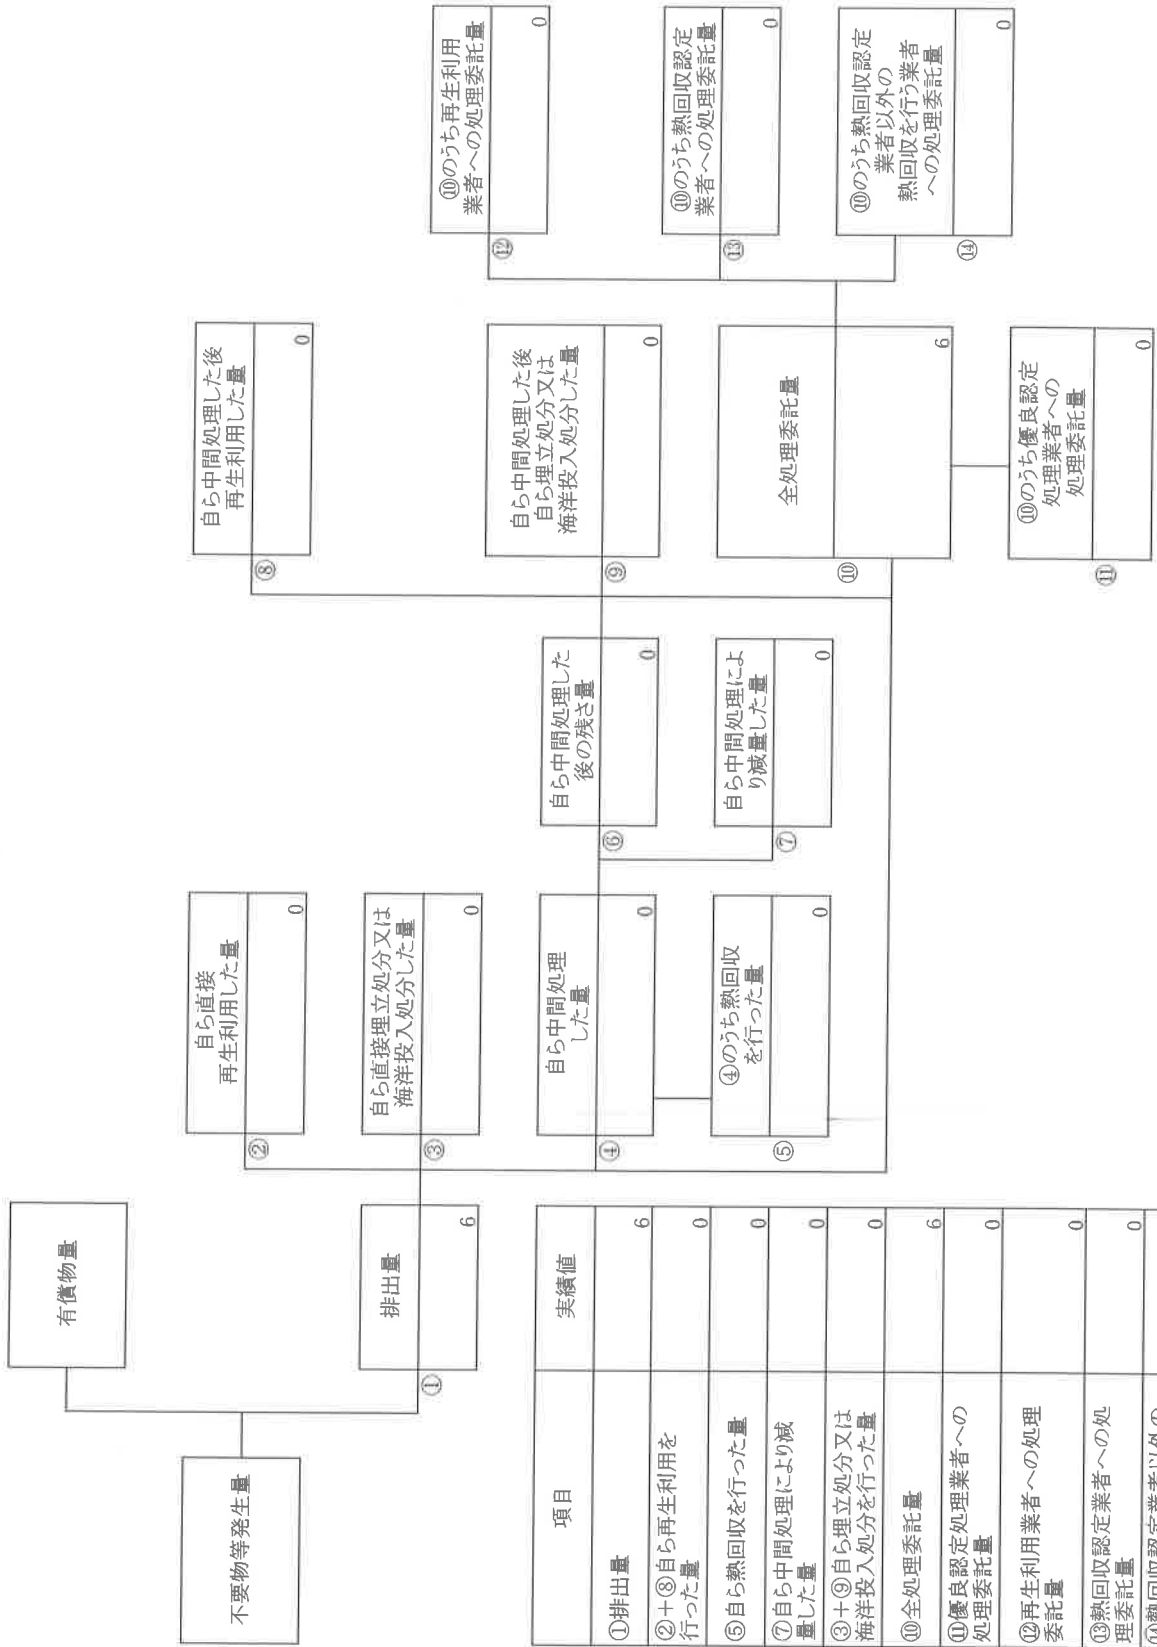 不要物等発生量
有償物量
①
排出量
6
②
自ら直接
再生利用した量
0
③
自ら直接埋立処分又は
海洋投入処分した量
0
④
自ら中間処理
した量
0
⑤
④のうち熱回収
を行った量
0
⑥
自ら中間処理した
後の残さ量
0
⑦
自ら中間処理によ
り減量した量
0
⑧
自ら中間処理した後
再生利用した量
0
⑨
自ら中間処理した後
自ら埋立処分又は
海洋投入処分した量
0
⑩
全処理委託量
6
⑪
⑩のうち優良認定
処理業者への
処理委託量
0
⑫
⑩のうち再生利用
業者への処理委託量
0
⑬
⑩のうち熱回収認定
業者への処理委託量
0
⑭
⑩のうち熱回収認定
業者以外の
熱回収を行う業者
への処理委託量
0
項目 実績値
①排出量 6
②+⑧自ら再生利用を
行った量 0
⑤自ら熱回収を行った量 0
⑦自ら中間処理により減
量した量 0
③+⑨自ら埋立処分又は
海洋投入処分を行った量 0
⑩全処理委託量 6
⑪優良認定処理業者への
処理委託量 0
⑫再生利用業者への処理
委託量 0
⑬熱回収認定業者への処
理委託量 0
⑭熱回収認定業者以外の